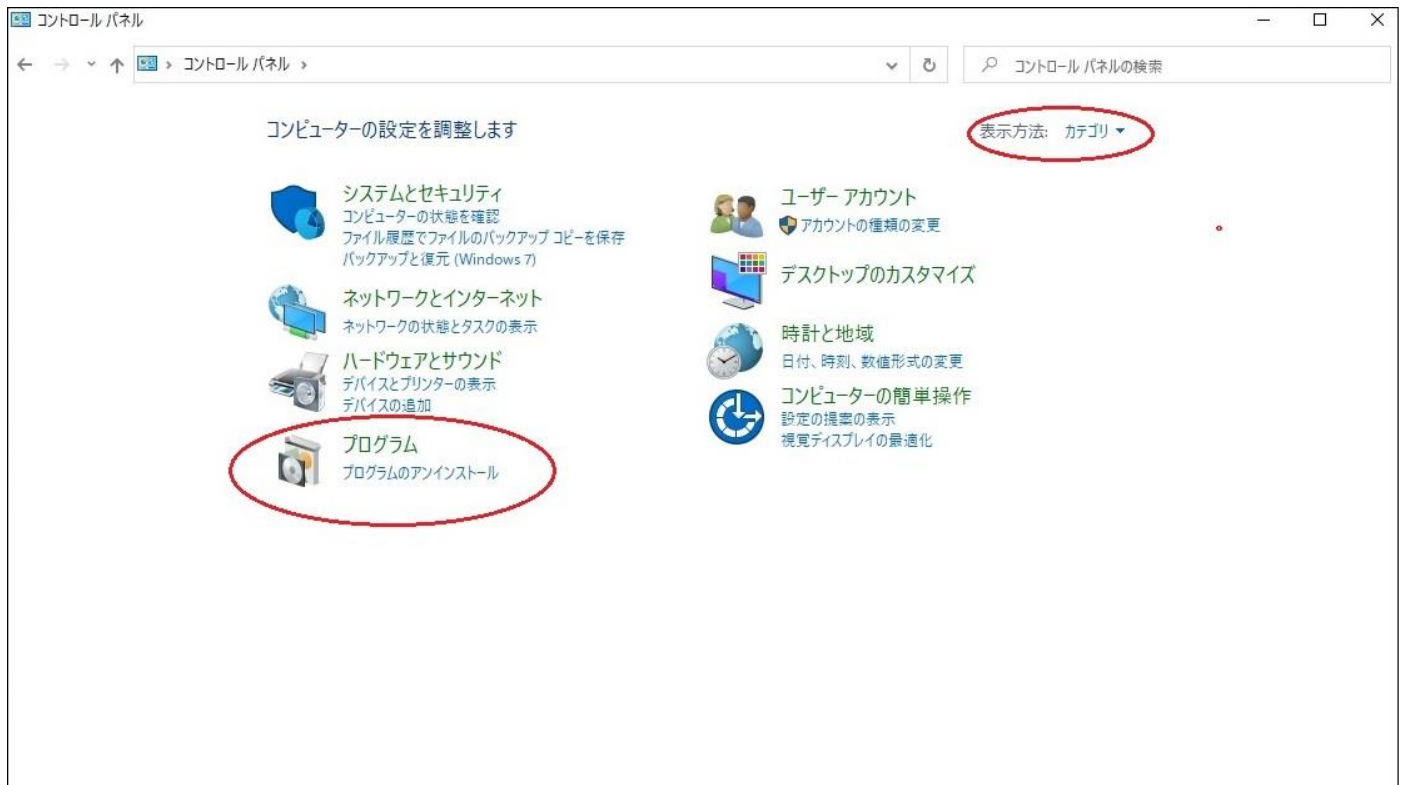 コントロール パネル
コントロール パネル
コントロール パネルの検索
コンピューターの設定を調整します
表示方法: カテゴリ
システムとセキュリティ
コンピューターの状態を確認
ファイル履歴でファイルのバックアップ コピーを保存
バックアップと復元 (Windows 7)
ネットワークとインターネット
ネットワークの状態とタスクの表示
ハードウェアとサウンド
デバイスとプリンターの表示
デバイスの追加
プログラム
プログラムのアンインストール
ユーザー アカウント
アカウントの種類の変更
デスクトップのカスタマイズ
時計と地域
日付、時刻、数値形式の変更
コンピューターの簡単操作
設定の提案の表示
視覚ディスプレイの最適化